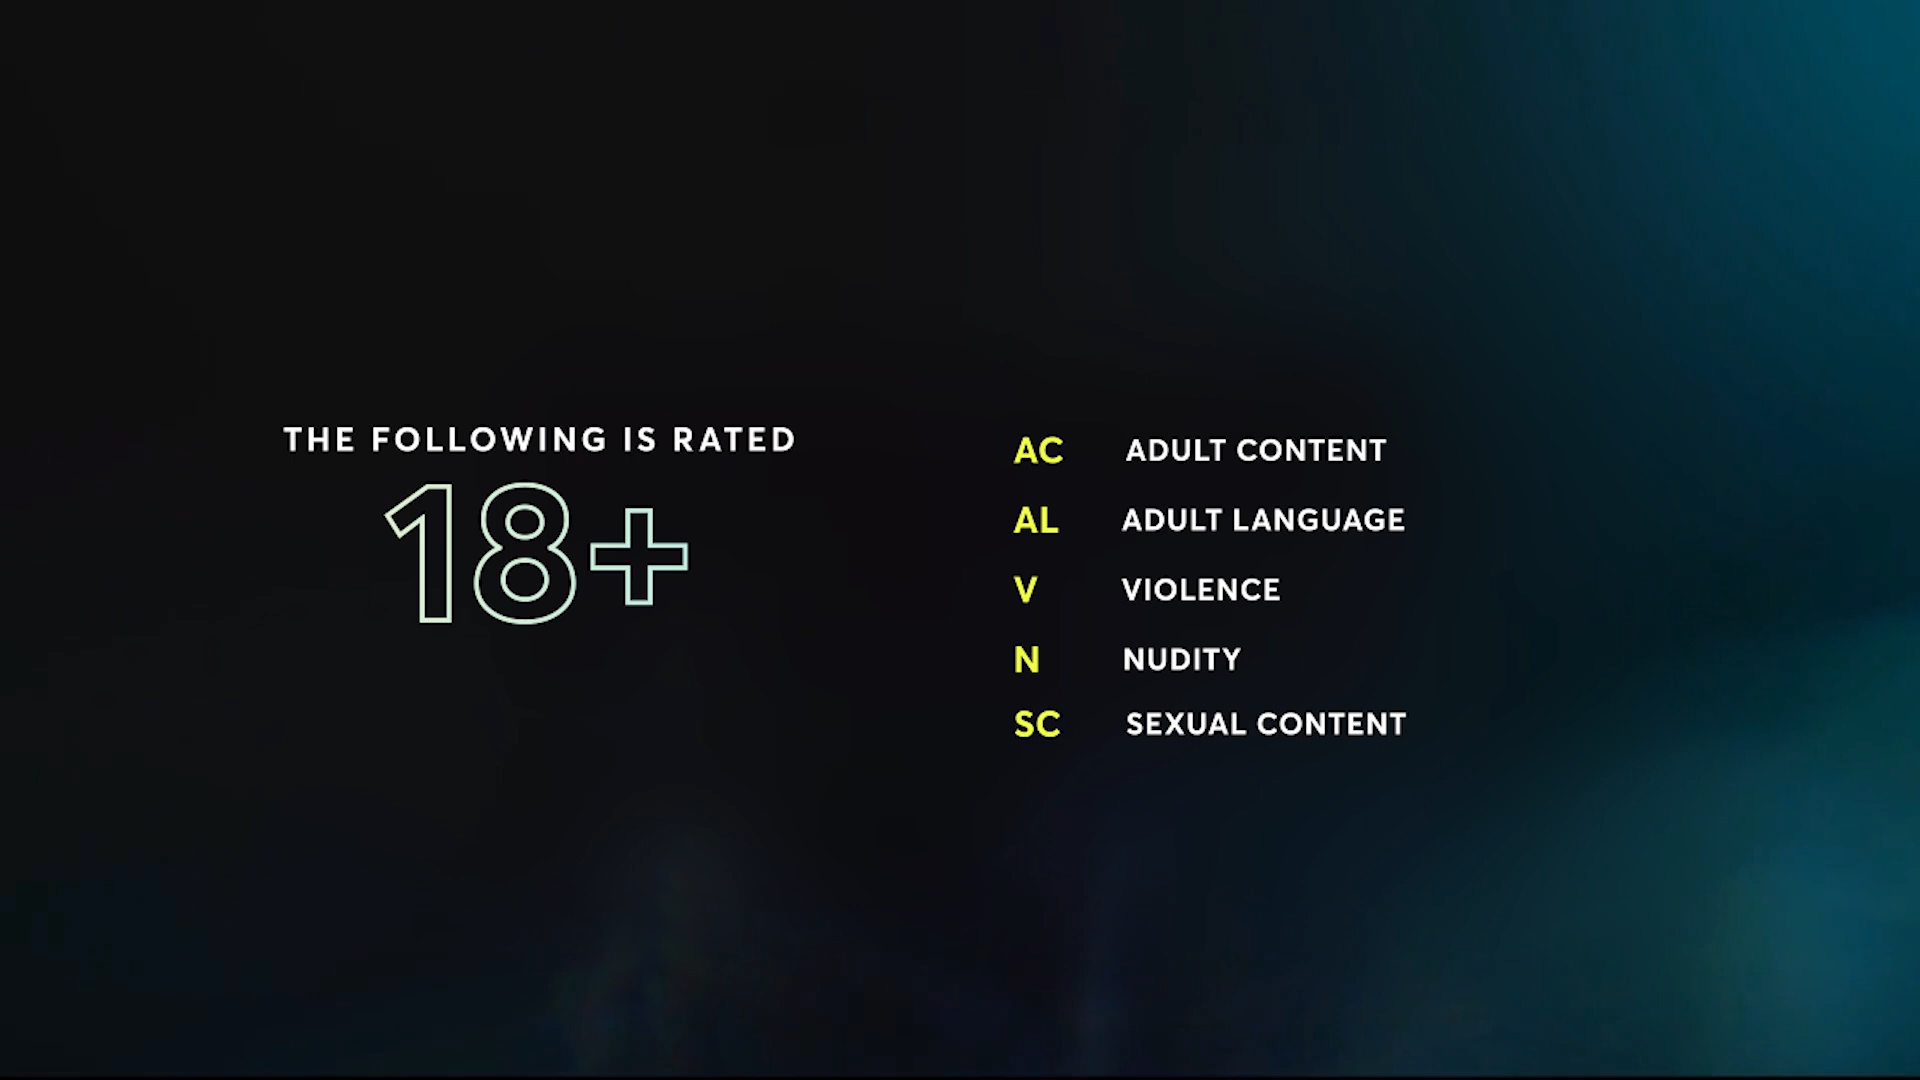 THE FOLLOWING IS RATED
18+
AC ADULT CONTENT
AL ADULT LANGUAGE
V VIOLENCE
N NUDITY
SC SEXUAL CONTENT